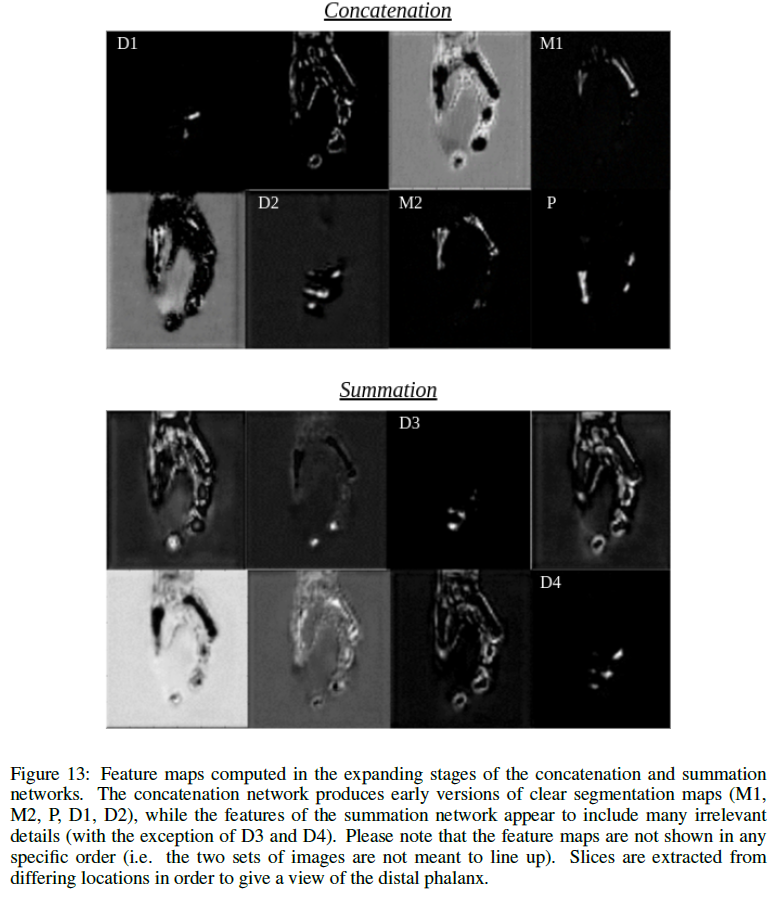 Concatenation
D1
M1
D2
M2
P
Summation
D3
D4
Figure 13: Feature maps computed in the expanding stages of the concatenation and summation
networks. The concatenation network produces early versions of clear segmentation maps (M1,
M2, P, D1, D2), while the features of the summation network appear to include many irrelevant
details (with the exception of D3 and D4). Please note that the feature maps are not shown in any
specific order (i.e. the two sets of images are not meant to line up). Slices are extracted from
differing locations in order to give a view of the distal phalanx.